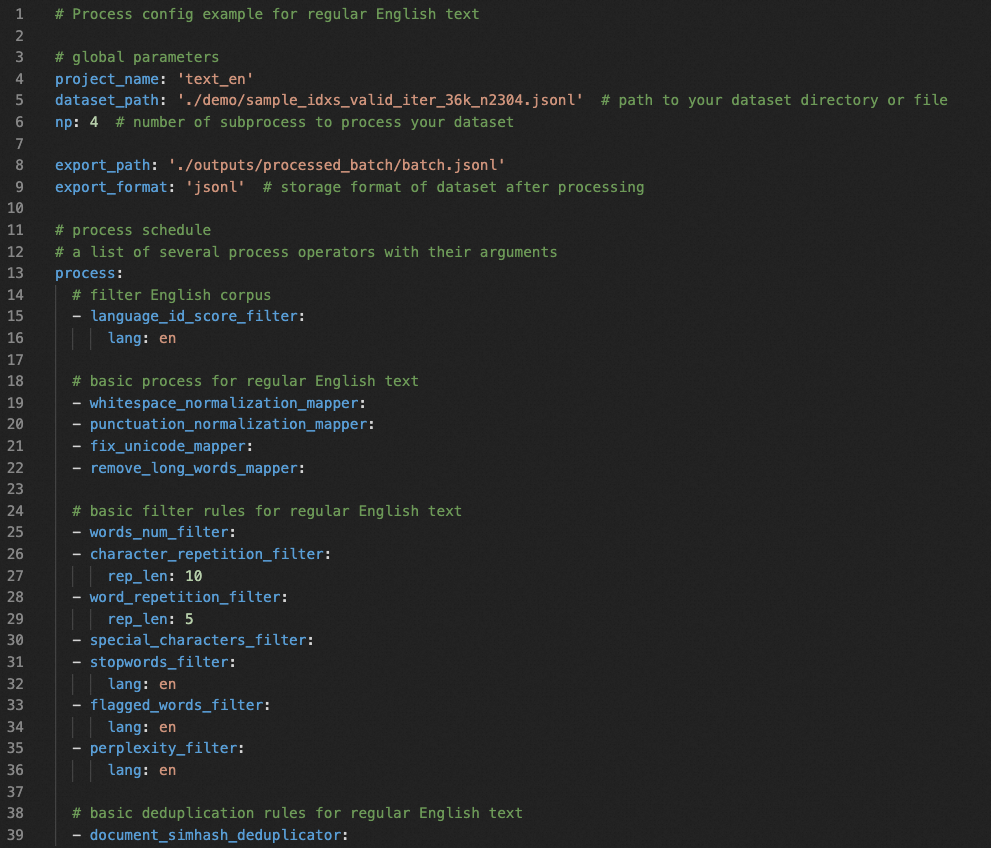 1 # Process config example for regular English text
2
3 # global parameters
4 project_name: 'text_en'
5 dataset_path: './demo/sample_idxs_valid_iter_36k_n2304.jsonl'  # path to your dataset directory or file
6 np: 4  # number of subprocess to process your dataset
7
8 export_path: './outputs/processed_batch/batch.jsonl'
9 export_format: 'jsonl'  # storage format of dataset after processing
10
11 # process schedule
12 # a list of several process operators with their arguments
13 process:
14   # filter English corpus
15   - language_id_score_filter:
16       lang: en
17
18   # basic process for regular English text
19   - whitespace_normalization_mapper:
20   - punctuation_normalization_mapper:
21   - fix_unicode_mapper:
22   - remove_long_words_mapper:
23
24   # basic filter rules for regular English text
25   - words_num_filter:
26   - character_repetition_filter:
27       rep_len: 10
28   - word_repetition_filter:
29       rep_len: 5
30   - special_characters_filter:
31   - stopwords_filter:
32       lang: en
33   - flagged_words_filter:
34       lang: en
35   - perplexity_filter:
36       lang: en
37
38   # basic deduplication rules for regular English text
39   - document_simhash_deduplicator: